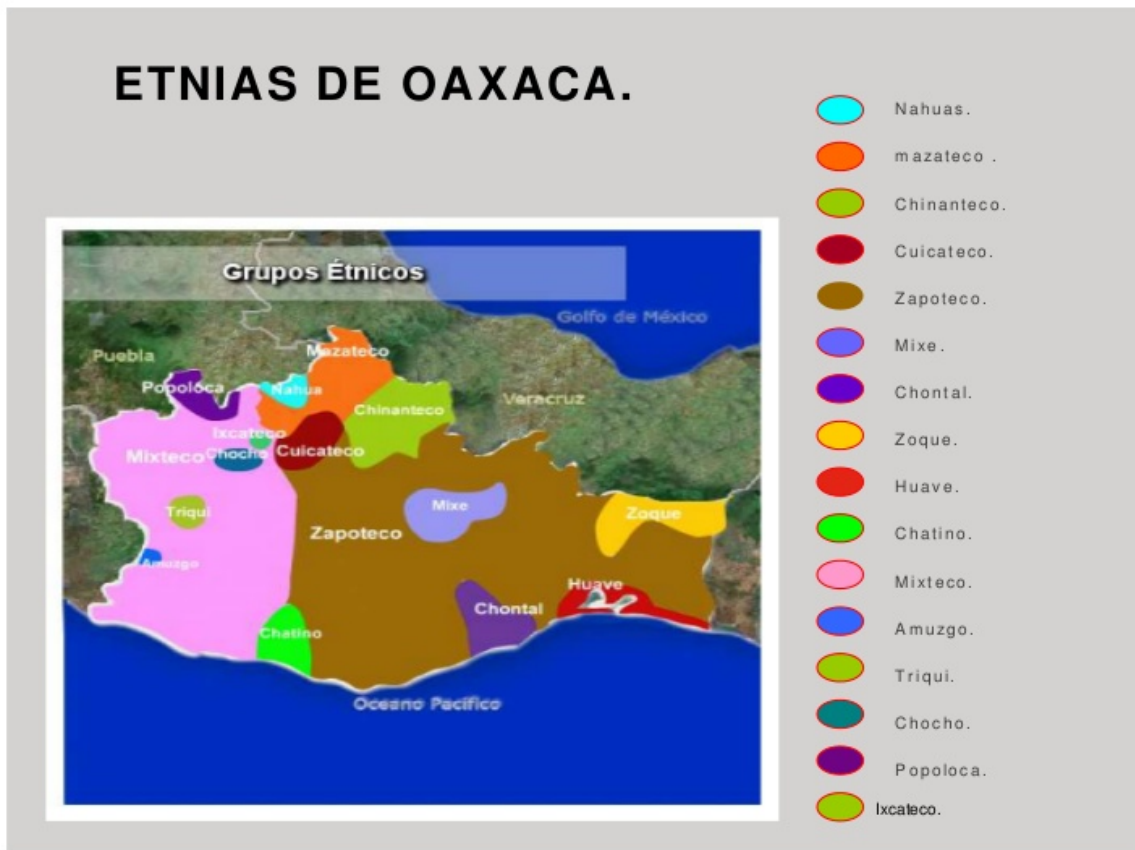 ETNIAS DE OAXACA.
Grupos Étnicos
Golfo de México
Puebla
Mazateco
Popolóca
Nahua
Veracruz
Chinanteco
Ixcateco
Mixteco
Chocho
Cuicateco
Triqui
Mixe
Zapoteco
Zoque
Amuzgo
Huave
Chontal
Chatino
Oceano Pacífico
Nahuas.
mazateco .
Chinanteco.
Cuicateco.
Zapoteco.
Mixe.
Chontal.
Zoque.
Huave.
Chatino.
Mixteco.
Amuzgo.
Triqui.
Chocho.
Popoloca.
Ixcateco.